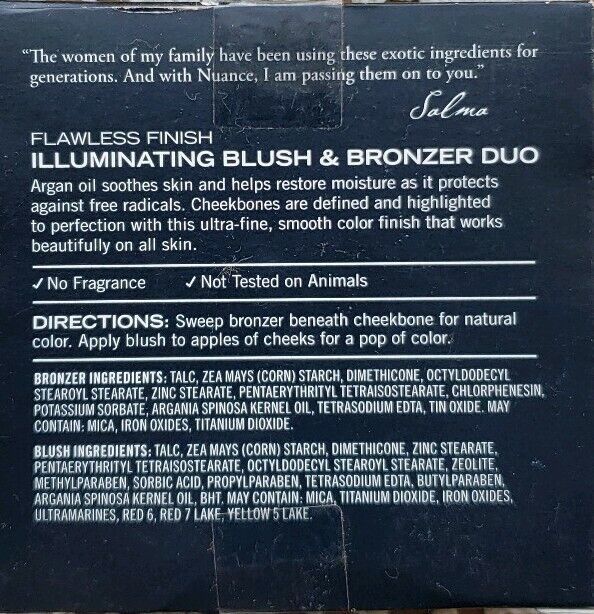 “The women of my family have been using these exotic ingredients for
generations. And with Nuance, I am passing them on to you.”
Salma
FLAWLESS FINISH
ILLUMINATING BLUSH & BRONZER DUO
Argan oil soothes skin and helps restore moisture as it protects
against free radicals. Cheekbones are defined and highlighted
to perfection with this ultra-fine, smooth color finish that works
beautifully on all skin.
✓ No Fragrance ✓ Not Tested on Animals
DIRECTIONS: Sweep bronzer beneath cheekbone for natural
color. Apply blush to apples of cheeks for a pop of color.
BRONZER INGREDIENTS: TALC, ZEA MAYS (CORN) STARCH, DIMETHICONE, OCTYLDODECYL
STEAROYL STEARATE, ZINC STEARATE, PENTAERYTHRITYL TETRAISOSTEARATE, CHLORPHENESIN,
POTASSIUM SORBATE, ARGANIA SPINOSA KERNEL OIL, TETRASODIUM EDTA, TIN OXIDE. MAY
CONTAIN: MICA, IRON OXIDES, TITANIUM DIOXIDE.
BLUSH INGREDIENTS: TALC, ZEA MAYS (CORN) STARCH, DIMETHICONE, ZINC STEARATE,
PENTAERYTHRITYL TETRAISOSTEARATE, OCTYLDODECYL STEAROYL STEARATE, ZEOLITE,
METHYLPARABEN, SORBIC ACID, PROPYLPARABEN, TETRASODIUM EDTA, BUTYLPARABEN,
ARGANIA SPINOSA KERNEL OIL, BHT. MAY CONTAIN: MICA, TITANIUM DIOXIDE, IRON OXIDES,
ULTRAMARINES, RED 6, RED 7 LAKE, YELLOW 5 LAKE.